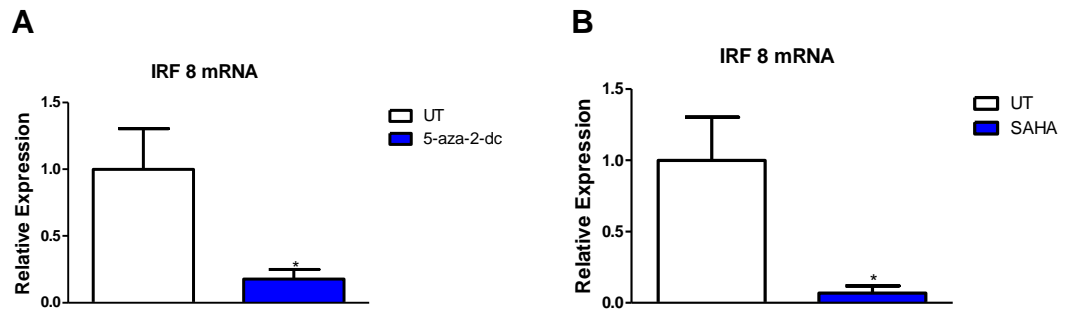 A
IRF 8 mRNA
Relative Expression
1.5
1.0
0.5
0.0
*
UT
5-aza-2-dc
B
IRF 8 mRNA
Relative Expression
1.5
1.0
0.5
0.0
*
UT
SAHA